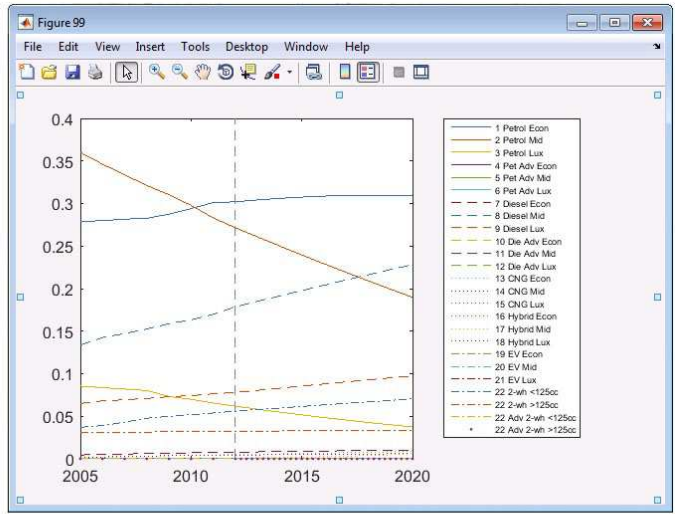 Figure 99
File Edit View Insert Tools Desktop Window Help
0.4
0.35
0.3
0.25
0.2
0.15
0.1
0.05
0
2005 2010 2015 2020
1 Petrol Econ
2 Petrol Mid
3 Petrol Lux
4 Pet Adv Econ
5 Pet Adv Mid
6 Pet Adv Lux
7 Diesel Econ
8 Diesel Mid
9 Diesel Lux
10 Die Adv Econ
11 Die Adv Mid
12 Die Adv Lux
13 CNG Econ
14 CNG Mid
15 CNG Lux
16 Hybrid Econ
17 Hybrid Mid
18 Hybrid Lux
19 EV Econ
20 EV Mid
21 EV Lux
22 2-wh <125cc
22 2-wh >125cc
22 Adv 2-wh <125cc
22 Adv 2-wh >125cc